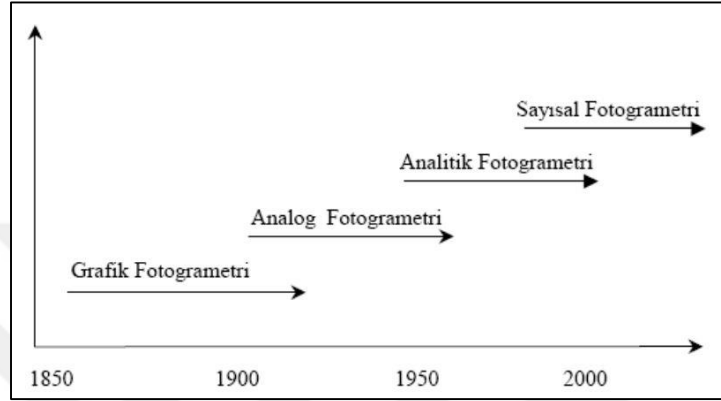 Sayısal Fotogrametri
Analitik Fotogrametri
Analog Fotogrametri
Grafik Fotogrametri
1850 1900 1950 2000